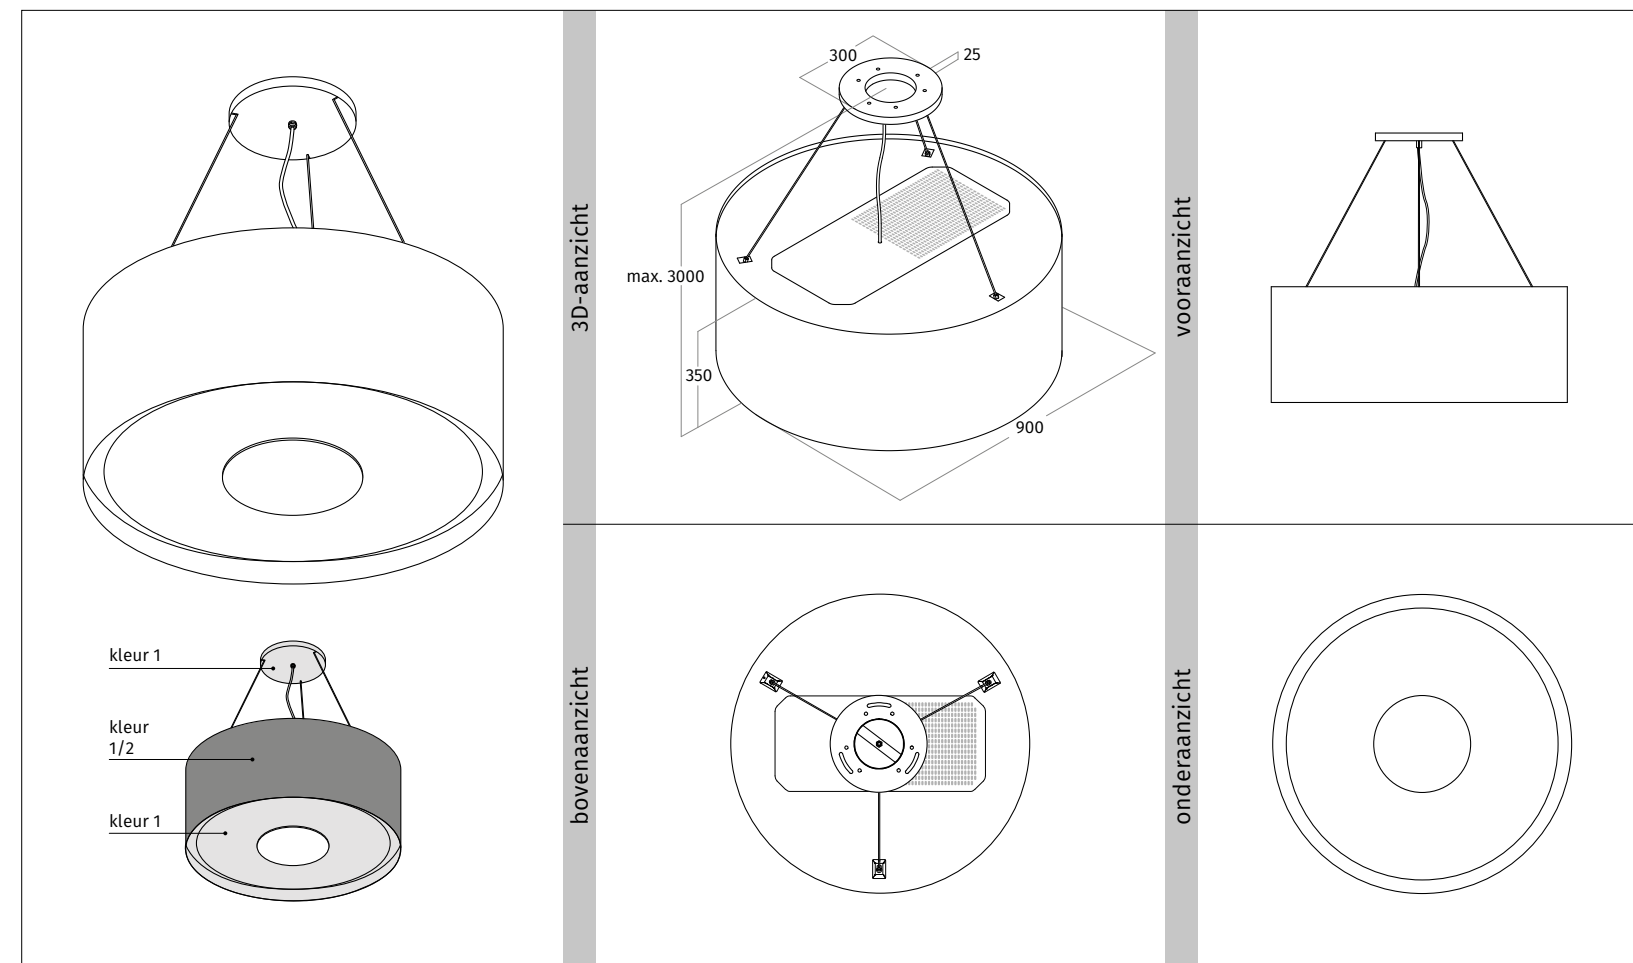 kleur 1
kleur
1/2
kleur 1
3D-aanzicht
300
25
max. 3000
350
900
vooraanzicht
bovenaanzicht
onderaanzicht